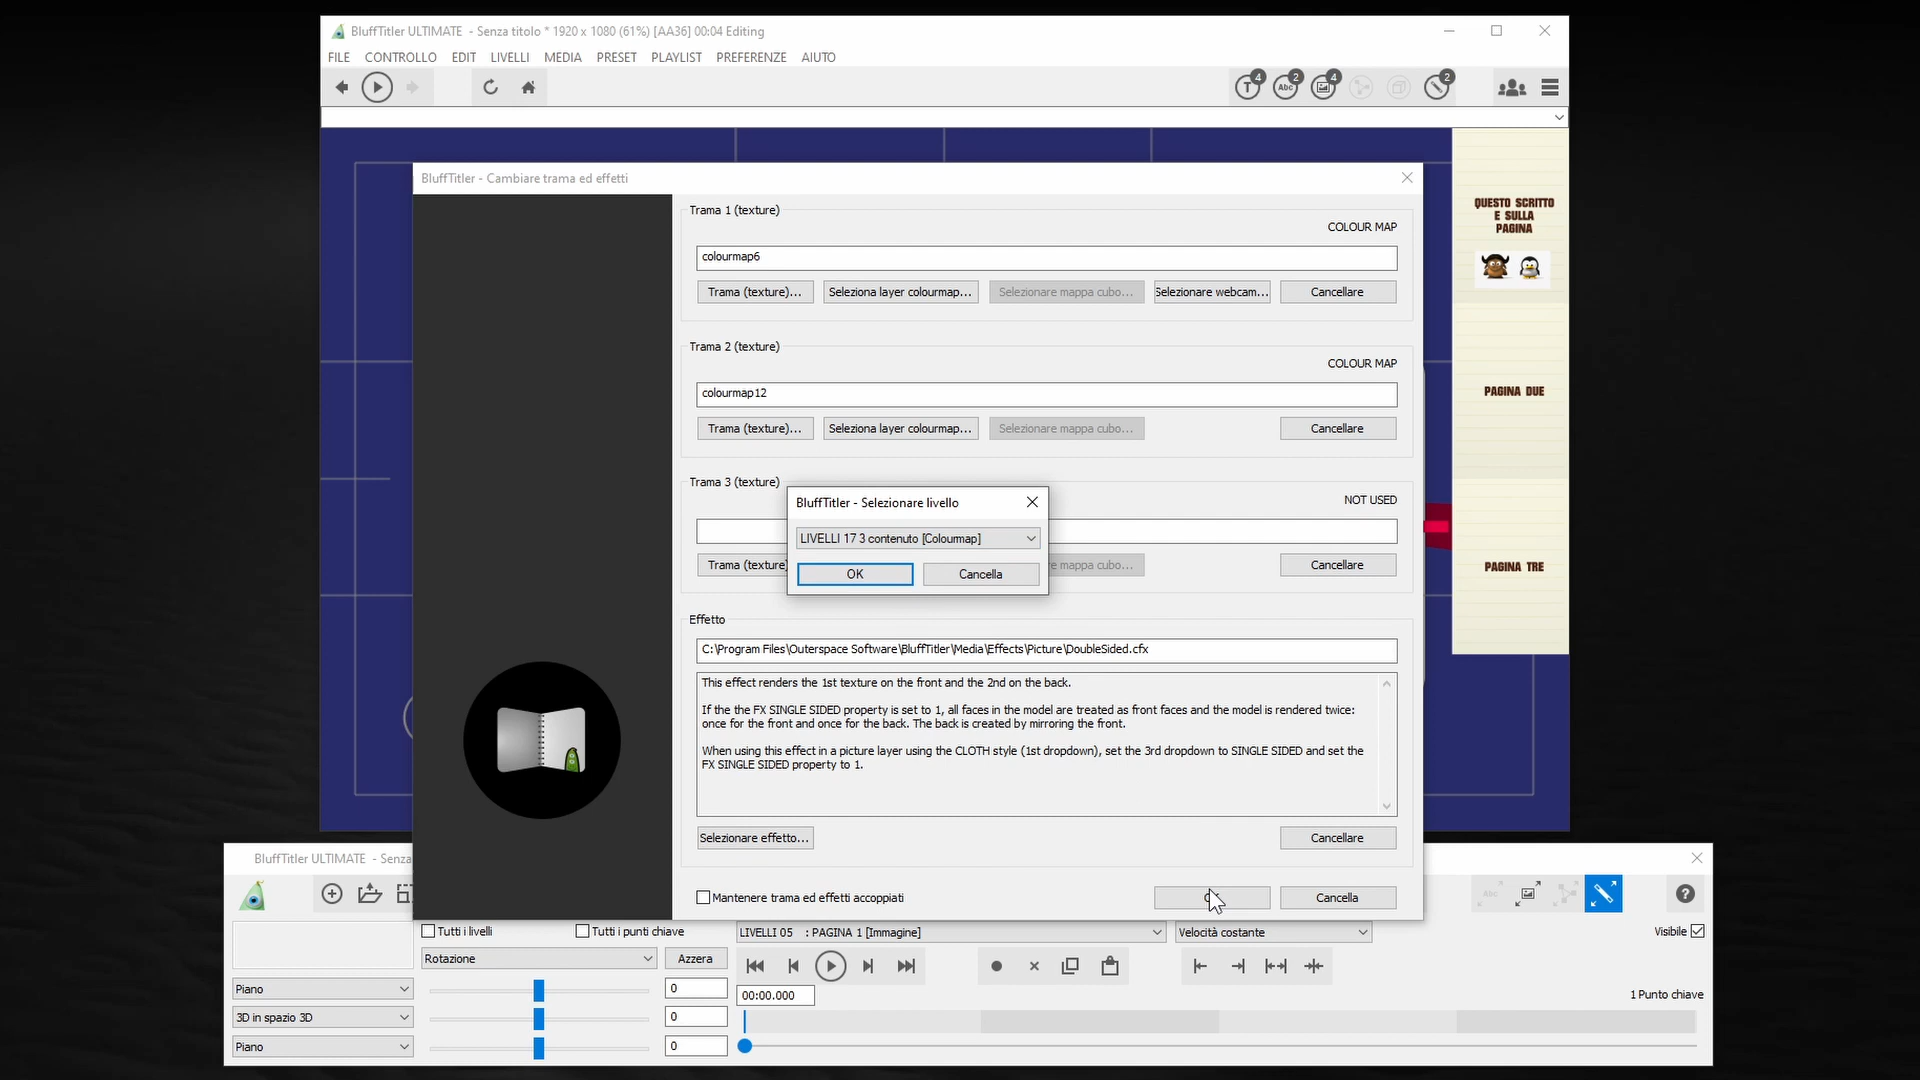 BluffTitler ULTIMATE - Senza titolo * 1920 x 1080 (61%) [AA36] 00:04 Editing
FILE CONTROLLO EDIT LIVELLI MEDIA PRESET PLAYLIST PREFERENZE AIUTO
T 4 Abc 2 4 2
BluffTitler - Cambiare trama ed effetti
Trama 1 (texture)
COLOUR MAP
colourmap6
Trama (texture)... Seleziona layer colourmap... Selezionare mappa cubo... Selezionare webcam... Cancellare
Trama 2 (texture)
COLOUR MAP
colourmap12
Trama (texture)... Seleziona layer colourmap... Selezionare mappa cubo... Cancellare
Trama 3 (texture)
NOT USED
Trama (texture) e mappa cubo... Cancellare
BluffTitler - Selezionare livello
LIVELLI 17 3 contenuto [Colourmap]
OK Cancella
Effetto
C:\Program Files\Outerspace Software\BluffTitler\Media\Effects\Picture\DoubleSided.cfx
This effect renders the 1st texture on the front and the 2nd on the back.
If the the FX SINGLE SIDED property is set to 1, all faces in the model are treated as front faces and the model is rendered twice:
once for the front and once for the back. The back is created by mirroring the front.
When using this effect in a picture layer using the CLOTH style (1st dropdown), set the 3rd dropdown to SINGLE SIDED and set the
FX SINGLE SIDED property to 1.
Selezionare effetto... Cancellare
Mantenere trama ed effetti accoppiati
Cancella
QUESTO SCRITTO
E SULLA
PAGINA
PAGINA DUE
PAGINA TRE
BluffTitler ULTIMATE - Senza
Abc ?
Tutti i livelli Tutti i punti chiave LIVELLI 05 : PAGINA 1 [Immagine] Velocità costante Visibile
Rotazione Azzera
Piano 0 00:00.000 1 Punto chiave
3D in spazio 3D 0
Piano 0